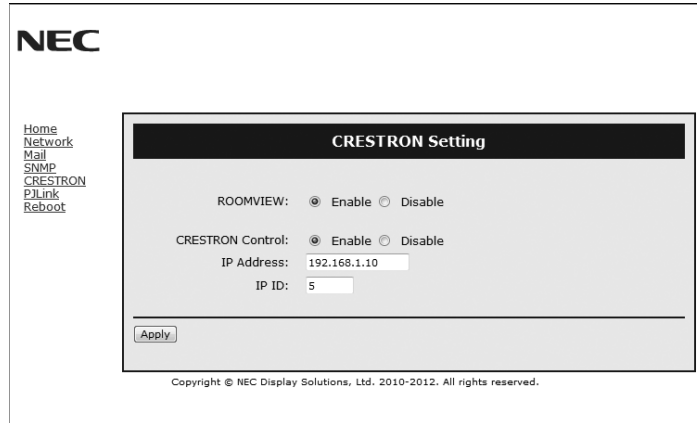 NEC
Home
Network
Mail
SNMP
CRESTRON
PJLink
Reboot
CRESTRON Setting
ROOMVIEW: Enable Disable
CRESTRON Control: Enable Disable
IP Address: 192.168.1.10
IP ID: 5
Apply
Copyright © NEC Display Solutions, Ltd. 2010-2012. All rights reserved.